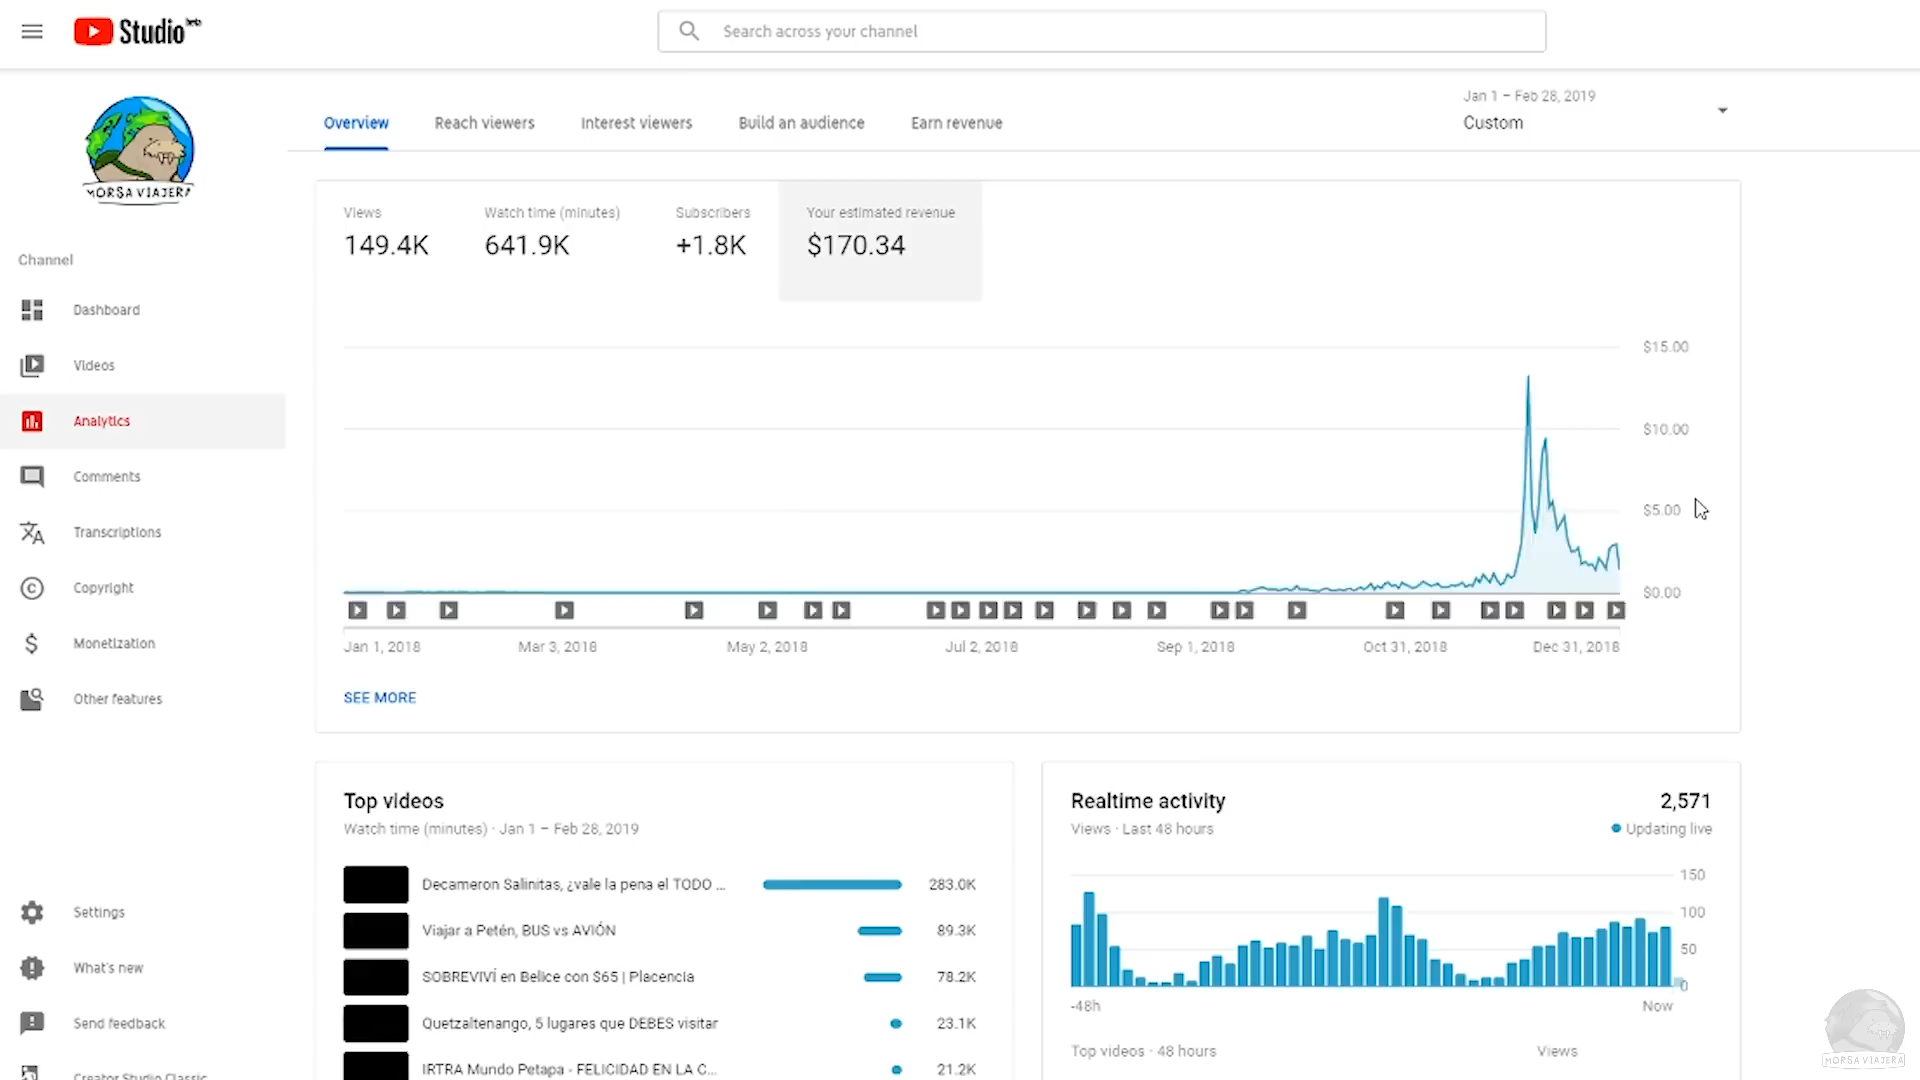 Studio beta
Search across your channel
Jan 1 – Feb 28, 2019
Custom
Overview
Reach viewers
Interest viewers
Build an audience
Earn revenue
MORSA VIAJERA
Views
149.4K
Watch time (minutes)
641.9K
Subscribers
+1.8K
Your estimated revenue
$170.34
Channel
Dashboard
Videos
Analytics
Comments
Transcriptions
Copyright
Monetization
Other features
Settings
What's new
Send feedback
Creator Studio Classic
$15.00
$10.00
$5.00
$0.00
Jan 1, 2018
Mar 3, 2018
May 2, 2018
Jul 2, 2018
Sep 1, 2018
Oct 31, 2018
Dec 31, 2018
SEE MORE
Top videos
Watch time (minutes) · Jan 1 – Feb 28, 2019
Decameron Salinitas, ¿vale la pena el TODO ... 283.0K
Viajar a Petén, BUS vs AVIÓN 89.3K
SOBREVIVÍ en Belice con $65 | Placencia 78.2K
Quetzaltenango, 5 lugares que DEBES visitar 23.1K
IRTRA Mundo Petapa - FELICIDAD EN LA C... 21.2K
Realtime activity
2,571
Views · Last 48 hours
Updating live
150
100
50
0
-48h
Now
Top videos · 48 hours
Views
MORSA VIAJERA